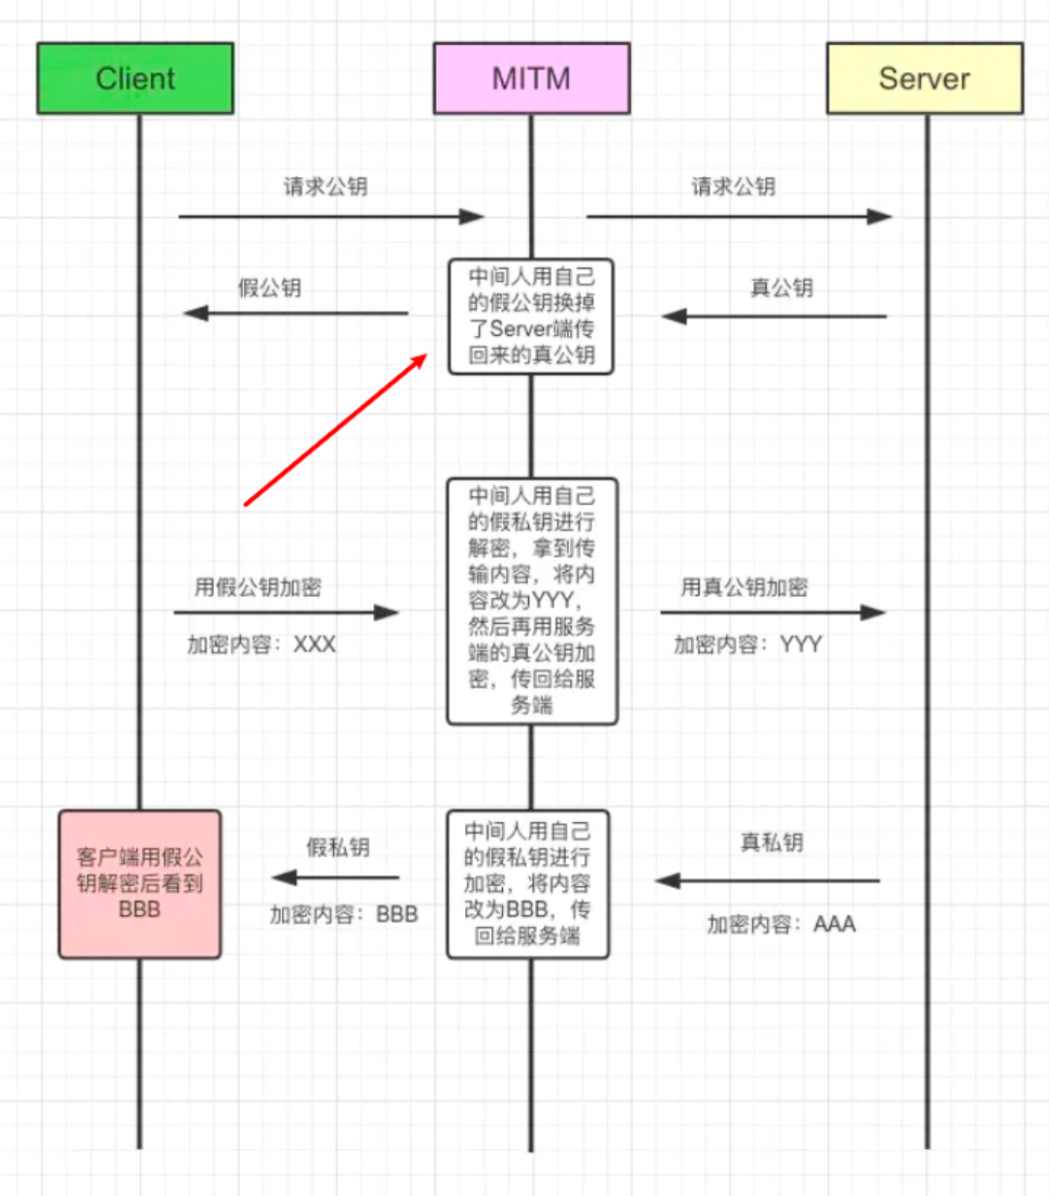 Client
MITM
Server
请求公钥
请求公钥
假公钥
中间人用自己
的假公钥换掉
了Server端传
回来的真公钥
真公钥
中间人用自己
的假私钥进行
解密，拿到传
输内容，将内
容改为YYY，
然后再用服务
端的真公钥加
密，传回给服
务端
用假公钥加密
加密内容：XXX
用真公钥加密
加密内容：YYY
客户端用假公
钥解密后看到
BBB
假私钥
加密内容：BBB
中间人用自己
的假私钥进行
加密，将内容
改为BBB，传
回给服务端
真私钥
加密内容：AAA